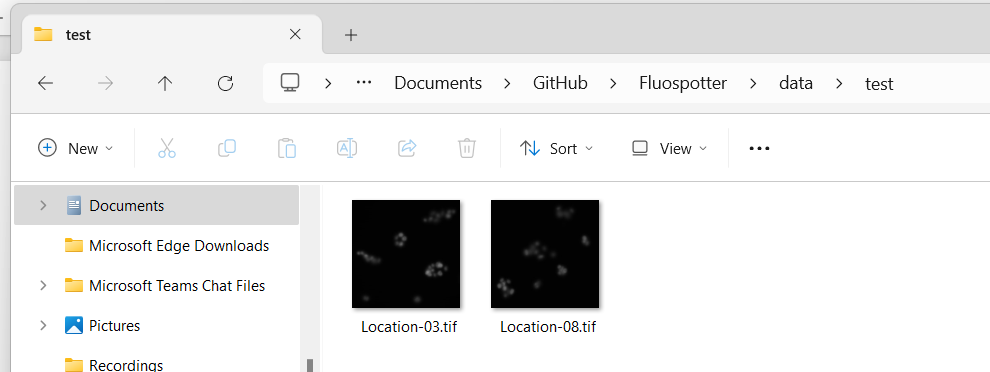 test
Documents > GitHub > Fluospotter > data > test
New
Sort
View
Documents
Microsoft Edge Downloads
Microsoft Teams Chat Files
Pictures
Recordings
Location-03.tif
Location-08.tif